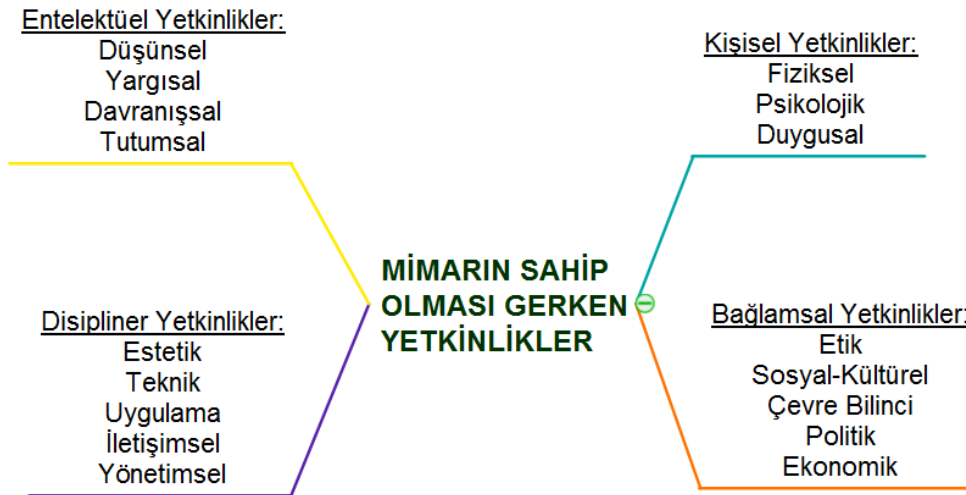 Entelektüel Yetkinlikler:
Düşünsel
Yargısal
Davranışsal
Tutumsal
Kişisel Yetkinlikler:
Fiziksel
Psikolojik
Duygusal
MİMARIN SAHİP
OLMASI GERKEN
YETKİNLİKLER
Disipliner Yetkinlikler:
Estetik
Teknik
Uygulama
İletişimsel
Yönetimsel
Bağlamsal Yetkinlikler:
Etik
Sosyal-Kültürel
Çevre Bilinci
Politik
Ekonomik